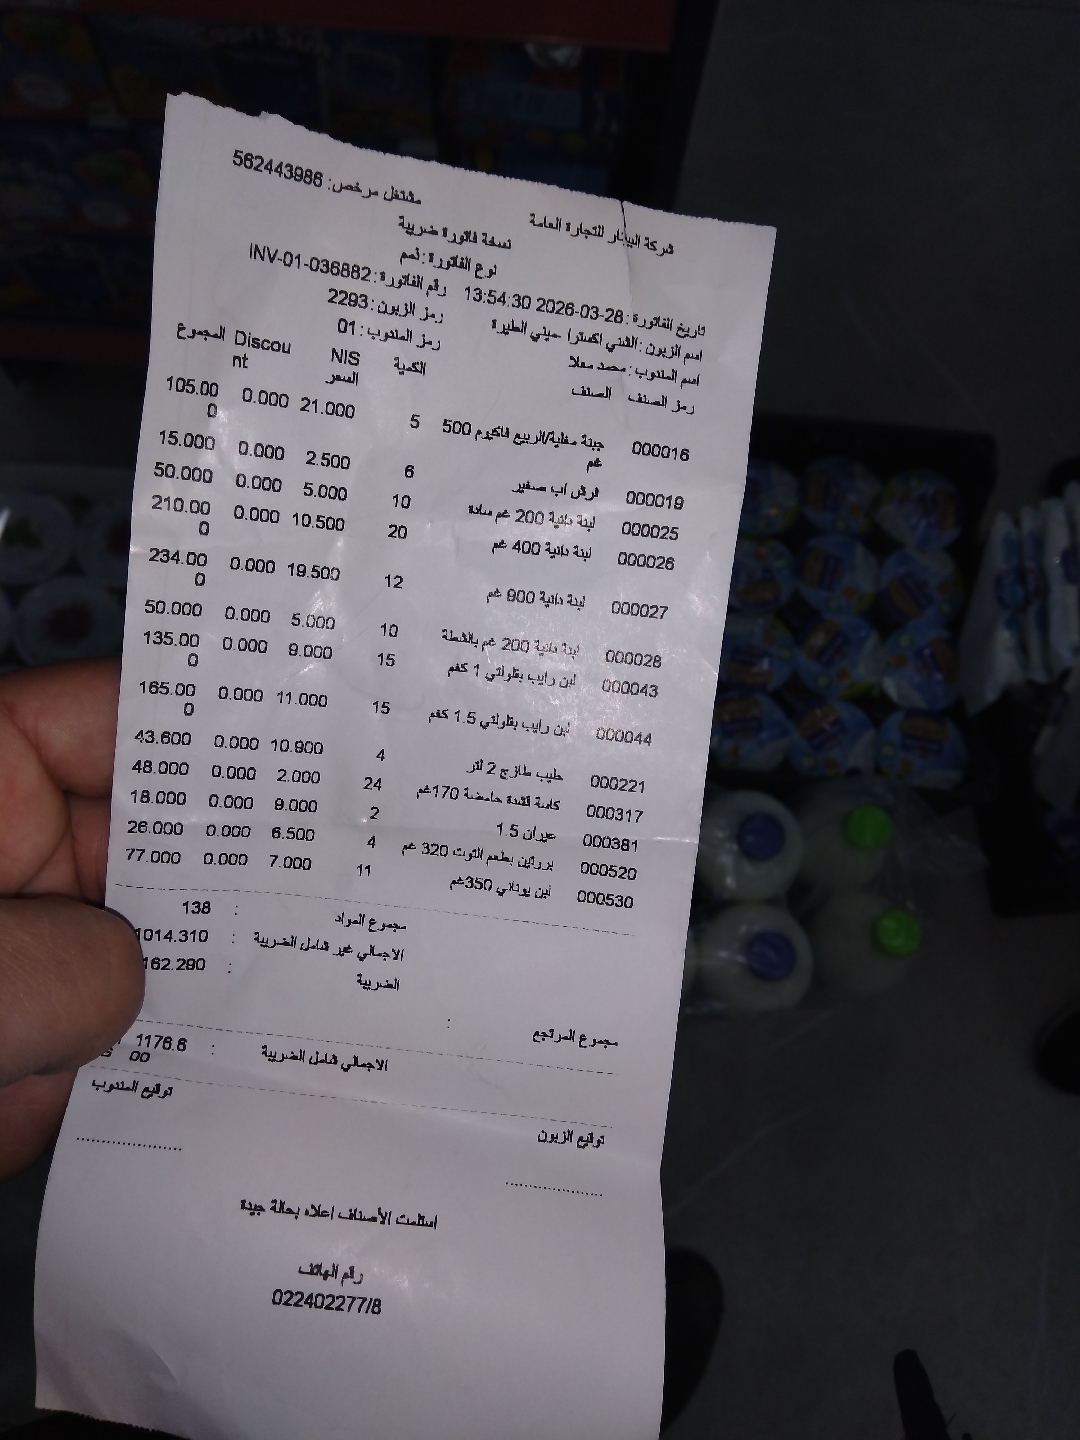 مشتغل مرخص: 562443986
شركة البيتار للتجارة العامة
نسخة فاتورة ضريبة
نوع الفاتورة: ذمم
تاريخ الفاتورة: 28-03-2026 13:54:30 رقم الفاتورة: INV-01-036882
اسم الزبون: الشني اكسترا -ميني الطيرة رمز الزبون: 2293
اسم المندوب: محمد معلا رمز المندوب: 01
رمز الصنف الصنف الكمية NIS السعر Discount المجموع
000016 جبنة مغلية/الربيع فاكيوم 500 غم 5 21.000 0.000 105.000
000019 فرش اب صغير 6 2.500 0.000 15.000
000025 لبنة دانية 200 غم سادة 10 5.000 0.000 50.000
000026 لبنة دانية 400 غم 20 10.500 0.000 210.000
000027 لبنة دانية 900 غم 12 19.500 0.000 234.000
000028 لبنة دانية 200 غم بالقشطة 10 5.000 0.000 50.000
000043 لبن رايب بقلولتي 1 كغم 15 9.000 0.000 135.000
000044 لبن رايب بقلولتي 1.5 كغم 15 11.000 0.000 165.000
000221 حليب طازج 2 لتر 4 10.900 0.000 43.600
000317 كاسة قشدة حامضة 170غم 24 2.000 0.000 48.000
000381 عيران 1.5 2 9.000 0.000 18.000
000520 بروتين بطعم التوت 320 غم 4 6.500 0.000 26.000
000530 لبن يوناني 350غم 11 7.000 0.000 77.000
مجموع المواد : 138
الاجمالي غير شامل الضريبة : 1014.310
الضريبة : 162.290
مجموع المرتجع :
الاجمالي شامل الضريبة : 1176.600
توقيع الزبون توقيع المندوب
...................... ......................
استلمت الأصناف اعلاه بحالة جيدة
رقم الهاتف
022402277/8